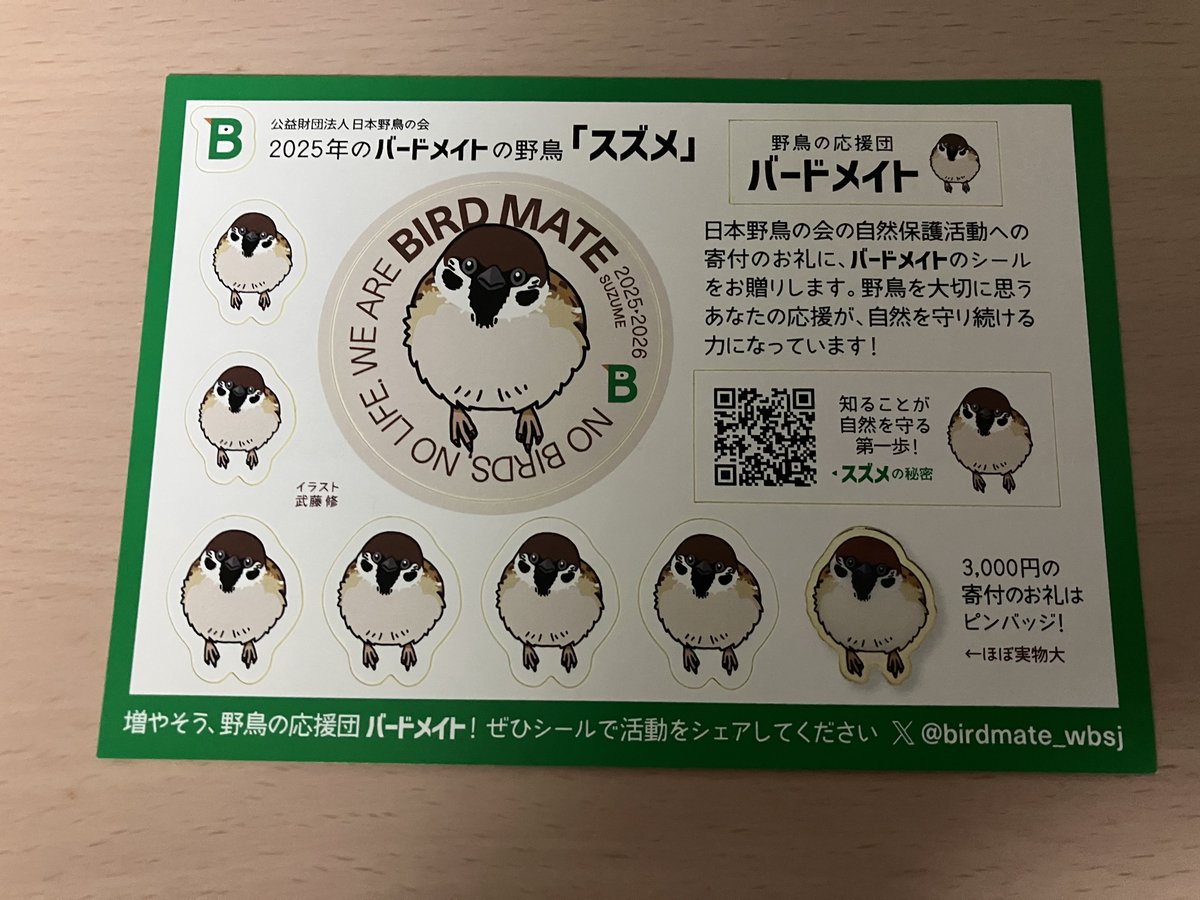 B
公益財団法人日本野鳥の会
2025年のバードメイトの野鳥「スズメ」
野鳥の応援団
バードメイト
NO BIRDS, NO LIFE. WE ARE BIRD MATE
2025▸2026
SUZUME
B
日本野鳥の会の自然保護活動への
寄付のお礼に、バードメイトのシール
をお贈りします。野鳥を大切に思う
あなたの応援が、自然を守り続ける
力になっています!
知ることが
自然を守る
第一歩!
◂スズメの秘密
イラスト
武藤 修
3,000円の
寄付のお礼は
ピンバッジ!
←ほぼ実物大
増やそう、野鳥の応援団 バードメイト! ぜひシールで活動をシェアしてください 𝕏 @birdmate_wbsj